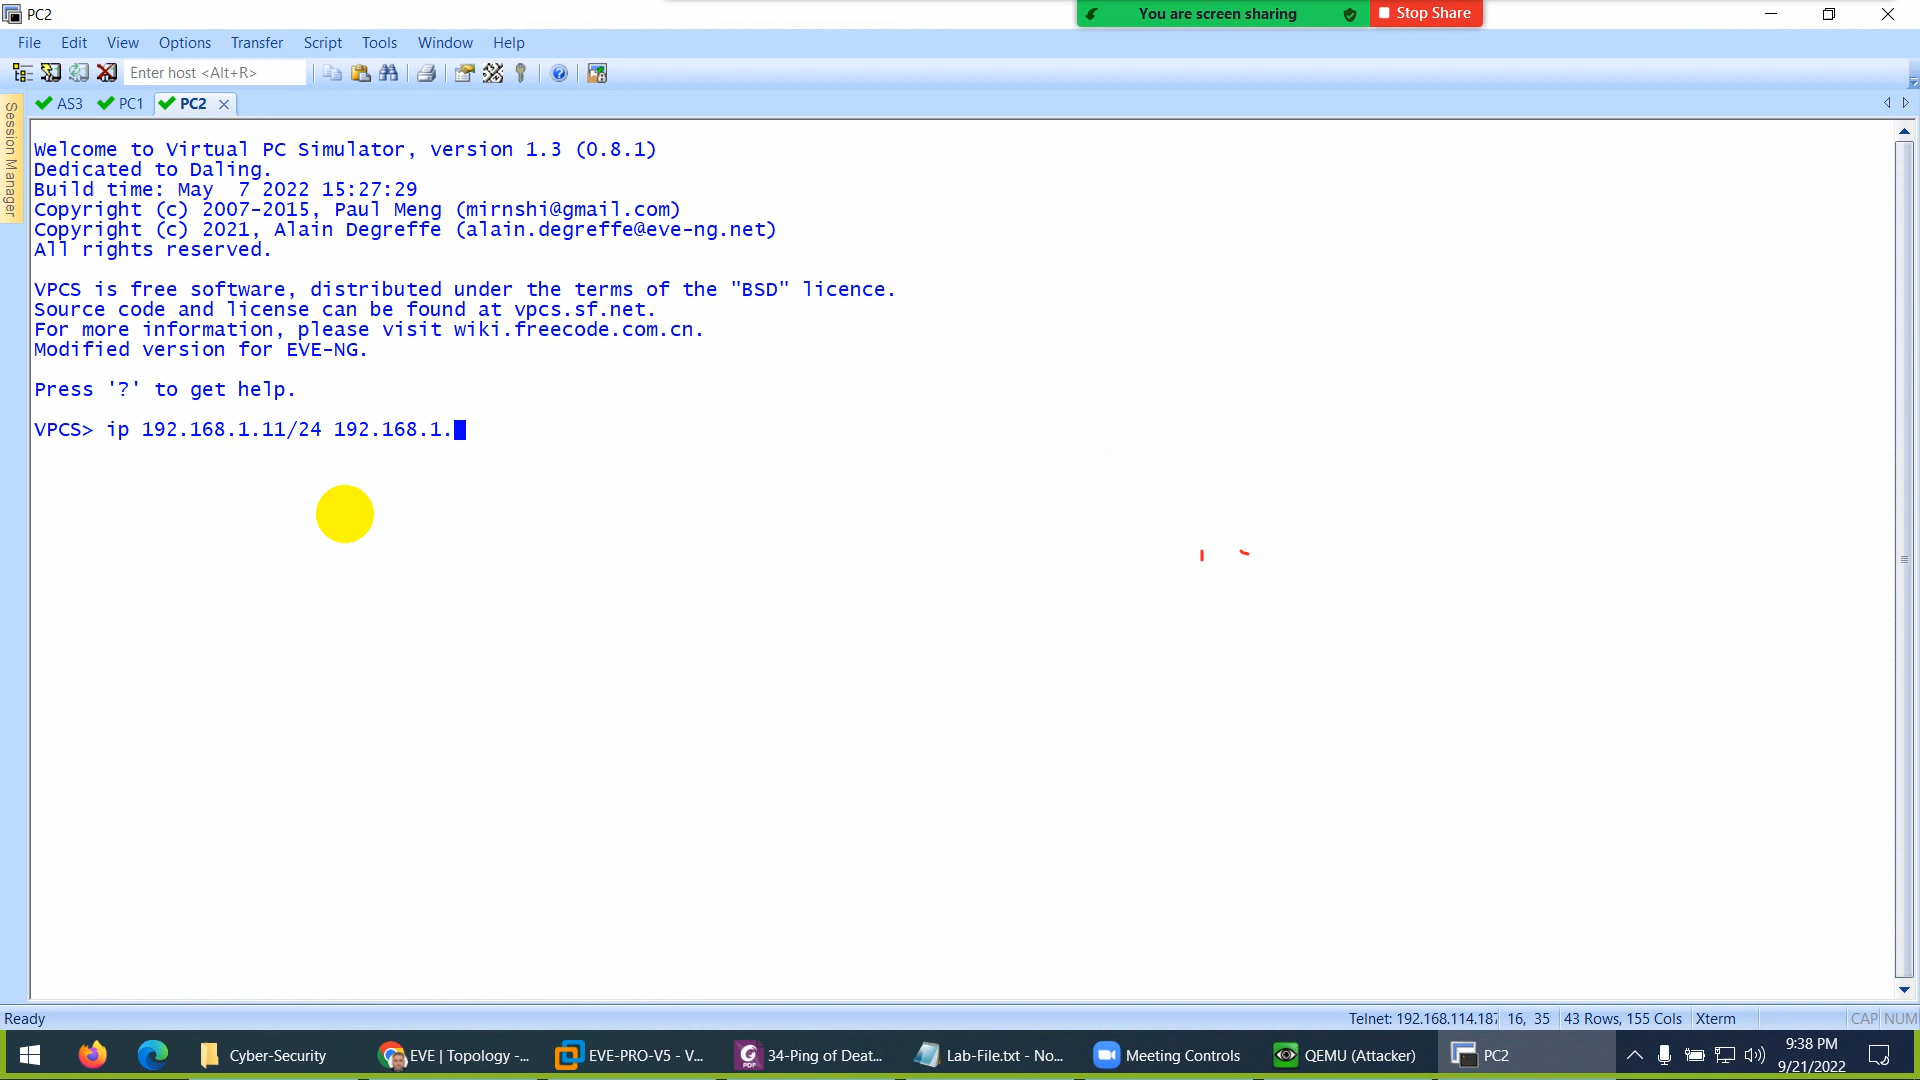 PC2
You are screen sharing
Stop Share
File Edit View Options Transfer Script Tools Window Help
Enter host <Alt+R>
AS3 PC1 PC2
Session Manager
Welcome to Virtual PC Simulator, version 1.3 (0.8.1)
Dedicated to Daling.
Build time: May  7 2022 15:27:29
Copyright (c) 2007-2015, Paul Meng (mirnshi@gmail.com)
Copyright (c) 2021, Alain Degreffe (alain.degreffe@eve-ng.net)
All rights reserved.
VPCS is free software, distributed under the terms of the "BSD" licence.
Source code and license can be found at vpcs.sf.net.
For more information, please visit wiki.freecode.com.cn.
Modified version for EVE-NG.
Press '?' to get help.
VPCS> ip 192.168.1.11/24 192.168.1.
Ready
Telnet: 192.168.114.187 16, 35 43 Rows, 155 Cols Xterm CAP NUM
Cyber-Security EVE | Topology -... EVE-PRO-V5 - V... 34-Ping of Deat... Lab-File.txt - No... Meeting Controls QEMU (Attacker) PC2
9:38 PM
9/21/2022